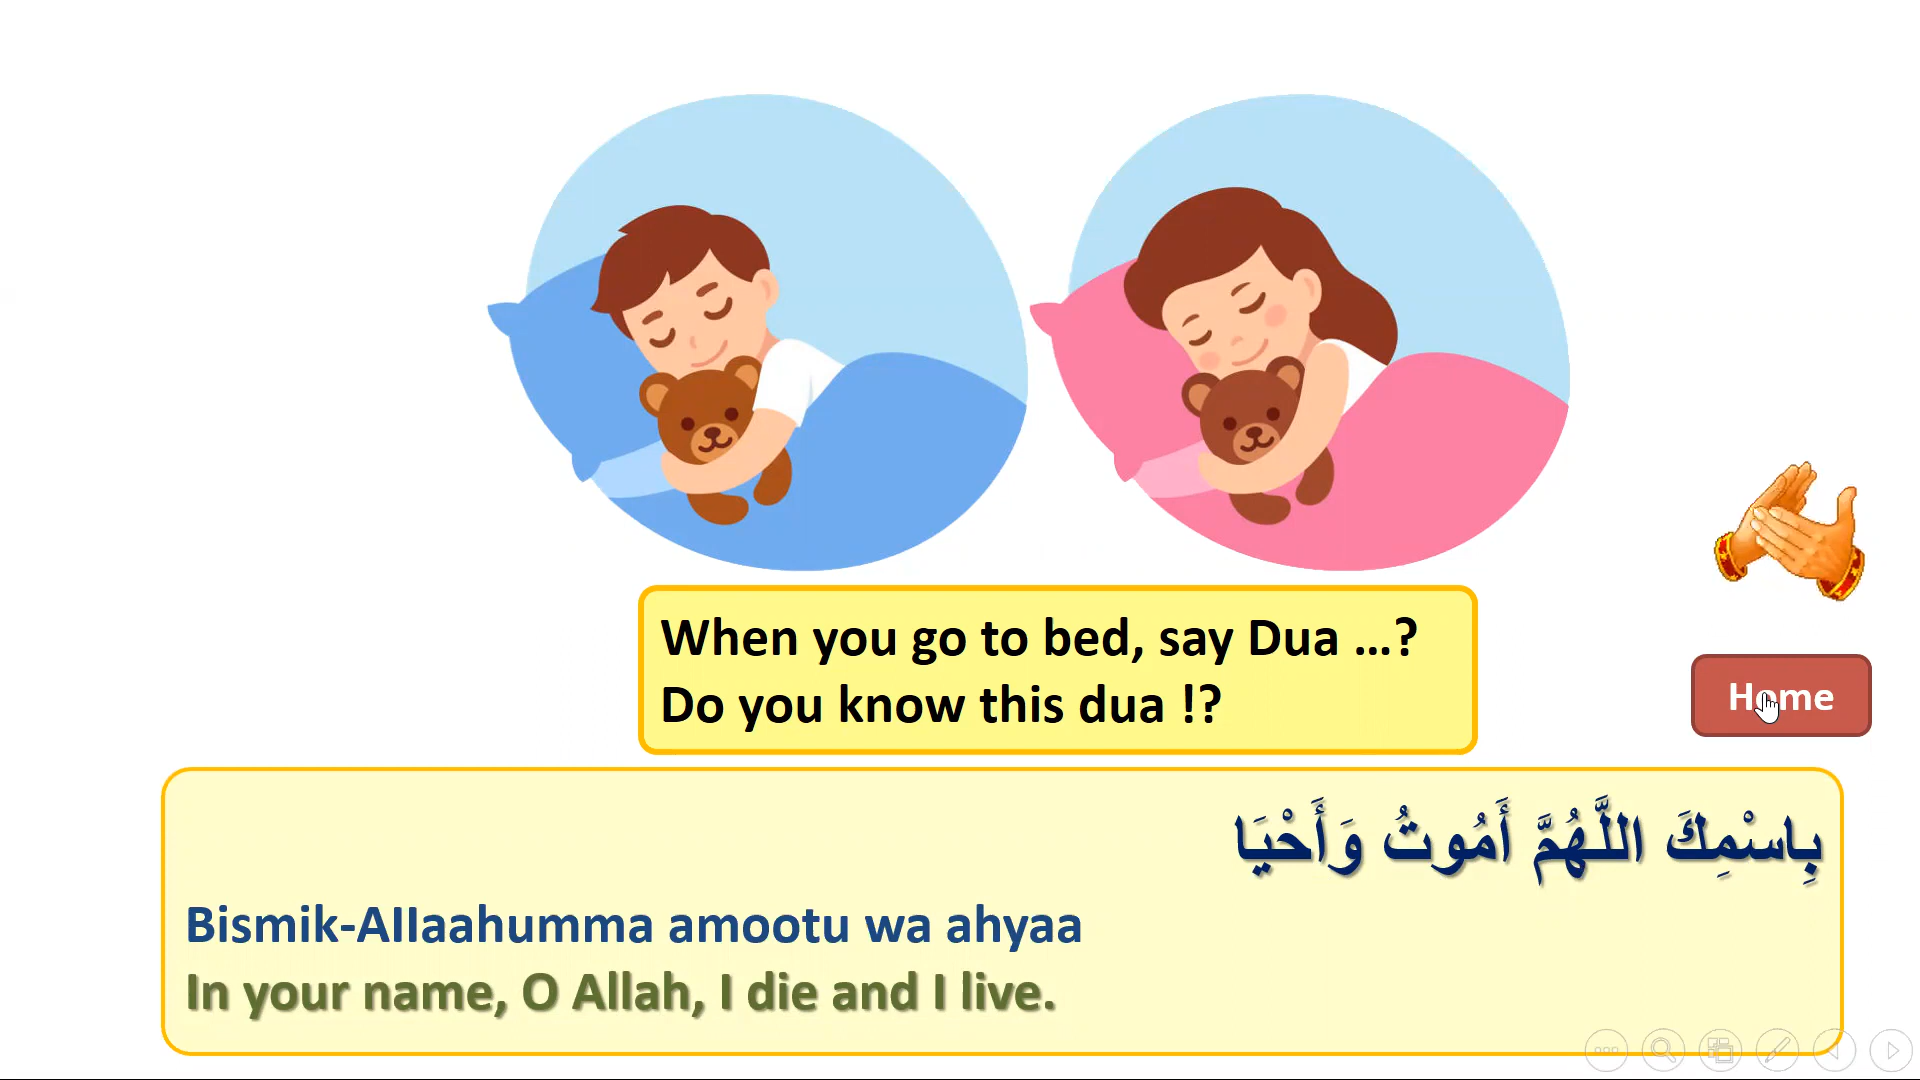 When you go to bed, say Dua ...?
Do you know this dua !?
Home
بِاسْمِكَ اللَّهُمَّ أَمُوتُ وَأَحْيَا
Bismik-AIIaahumma amootu wa ahyaa
In your name, O Allah, I die and I live.